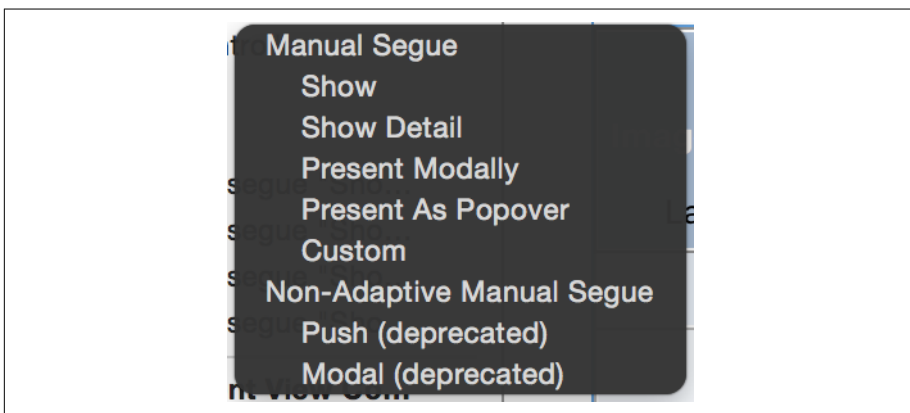 Manual Segue
Show
Show Detail
Present Modally
Present As Popover
Custom
Non-Adaptive Manual Segue
Push (deprecated)
Modal (deprecated)